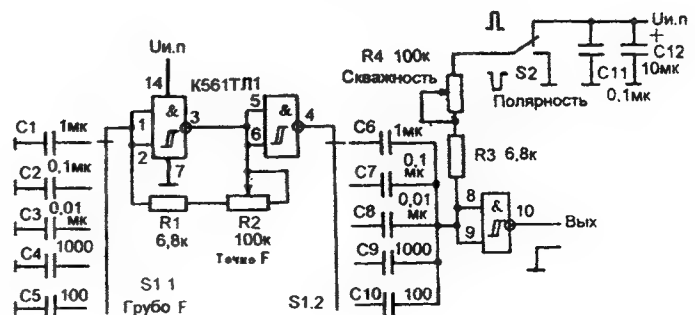 Uи.п
R4 100к
Скважность
S2
Полярность
Uи.п
+
C11
0,1мк
C12
10мк
14
К561ТЛ1
&
3
1
2
7
5
6
&
4
C1 1мк
C2 0,1мк
C3 0,01
мк
C4 1000
C5 100
R1
6,8к
R2
100к
Точно F
S1.1
Грубо F
S1.2
C6 1мк
C7 0,1
мк
C8 0,01
мк
C9 1000
C10 100
R3 6,8к
8
9
&
10
Вых